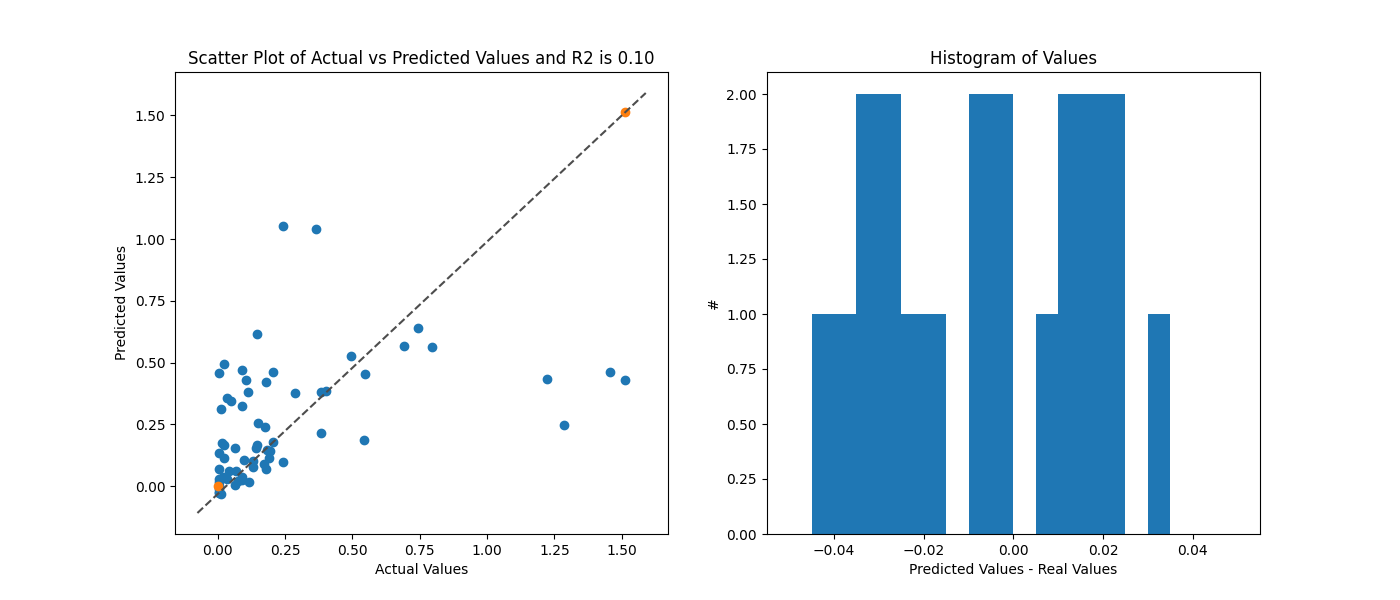 Scatter Plot of Actual vs Predicted Values and R2 is 0.10
1.50
1.25
1.00
0.75
0.50
0.25
0.00
Predicted Values
0.00 0.25 0.50 0.75 1.00 1.25 1.50
Actual Values
Histogram of Values
2.00
1.75
1.50
1.25
1.00
0.75
0.50
0.25
0.00
#
−0.04 −0.02 0.00 0.02 0.04
Predicted Values - Real Values